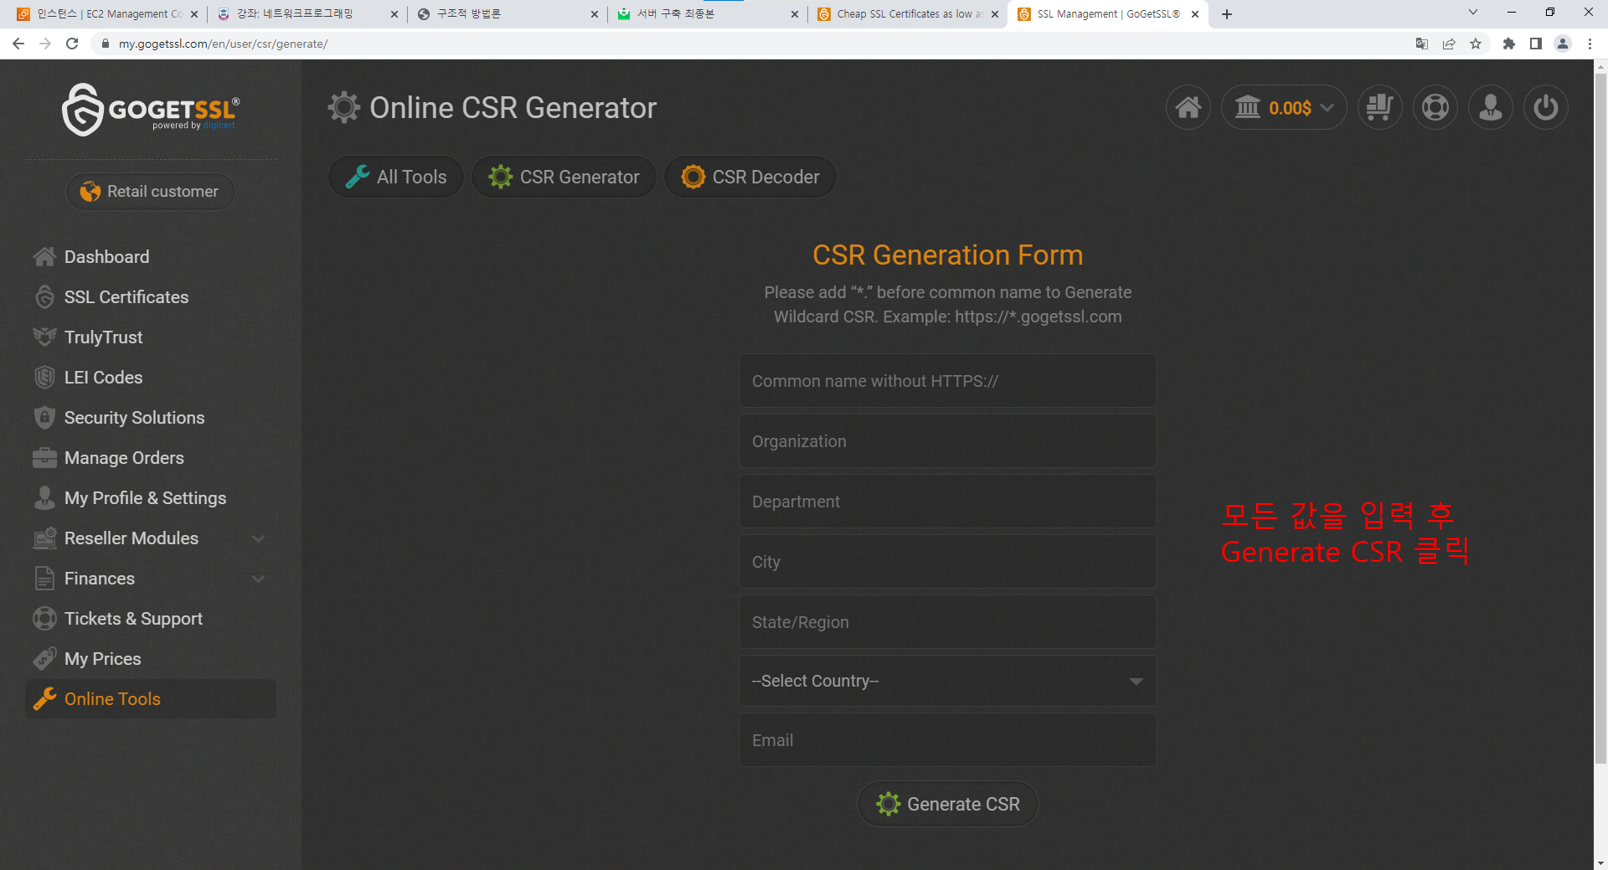 인스턴스 | EC2 Management Co
강좌: 네트워크프로그래밍
구조적 방법론
서버 구축 최종본
Cheap SSL Certificates as low as
SSL Management | GoGetSSL®
my.gogetssl.com/en/user/csr/generate/
GOGETSSL®
powered by digicert
Retail customer
Dashboard
SSL Certificates
TrulyTrust
LEI Codes
Security Solutions
Manage Orders
My Profile & Settings
Reseller Modules
Finances
Tickets & Support
My Prices
Online Tools
Online CSR Generator
0.00$
All Tools
CSR Generator
CSR Decoder
CSR Generation Form
Please add “*.” before common name to Generate
Wildcard CSR. Example: https://*.gogetssl.com
Common name without HTTPS://
Organization
Department
City
State/Region
--Select Country--
Email
Generate CSR
모든 값을 입력 후
Generate CSR 클릭